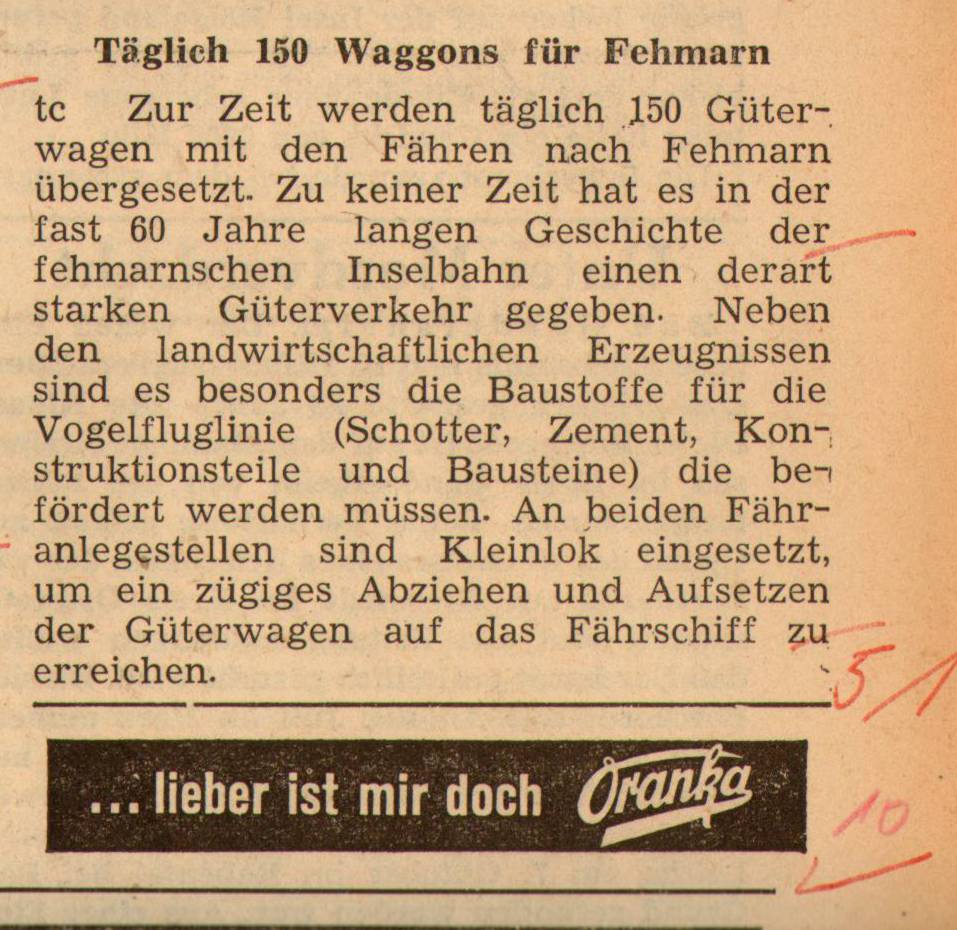 Täglich 150 Waggons für Fehmarn
tc Zur Zeit werden täglich 150 Güter-
wagen mit den Fähren nach Fehmarn
übergesetzt. Zu keiner Zeit hat es in der
fast 60 Jahre langen Geschichte der
fehmarnschen Inselbahn einen derart
starken Güterverkehr gegeben. Neben
den landwirtschaftlichen Erzeugnissen
sind es besonders die Baustoffe für die
Vogelfluglinie (Schotter, Zement, Kon-
struktionsteile und Bausteine) die be-
fördert werden müssen. An beiden Fähr-
anlegestellen sind Kleinlok eingesetzt,
um ein zügiges Abziehen und Aufsetzen
der Güterwagen auf das Fährschiff zu
erreichen.
5/1
... lieber ist mir doch Oranka
10